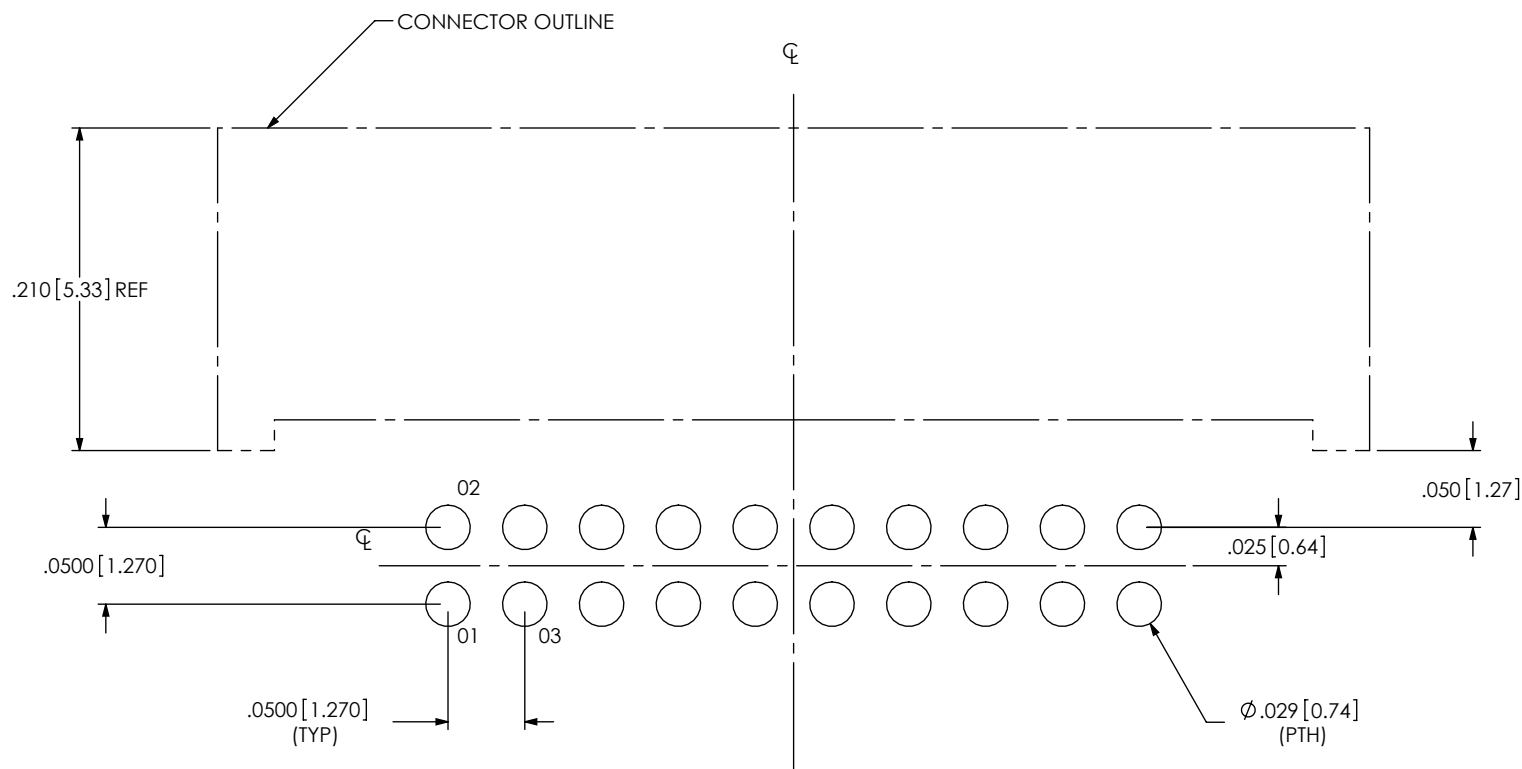 CONNECTOR OUTLINE
℄
.210 [5.33] REF
02
.050 [1.27]
℄
.025 [0.64]
.0500 [1.270]
01
03
.0500 [1.270]
(TYP)
Ø.029 [0.74]
(PTH)